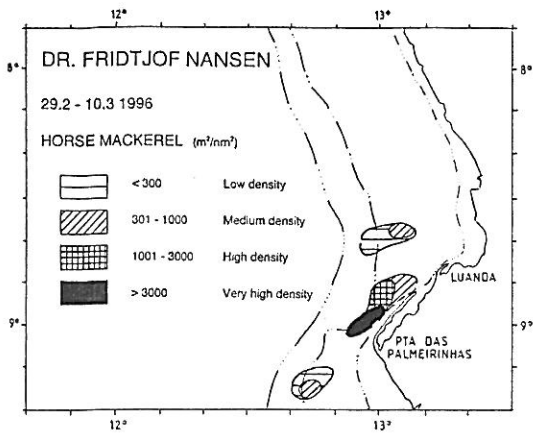 12° 13°
8° 8°
DR. FRIDTJOF NANSEN
29.2 - 10.3 1996
HORSE MACKEREL (m²/nm²)
< 300 Low density
301 - 1000 Medium density
1001 - 3000 High density
> 3000 Very high density
LUANDA
9° 9°
PTA DAS
PALMEIRINHAS
12° 13°